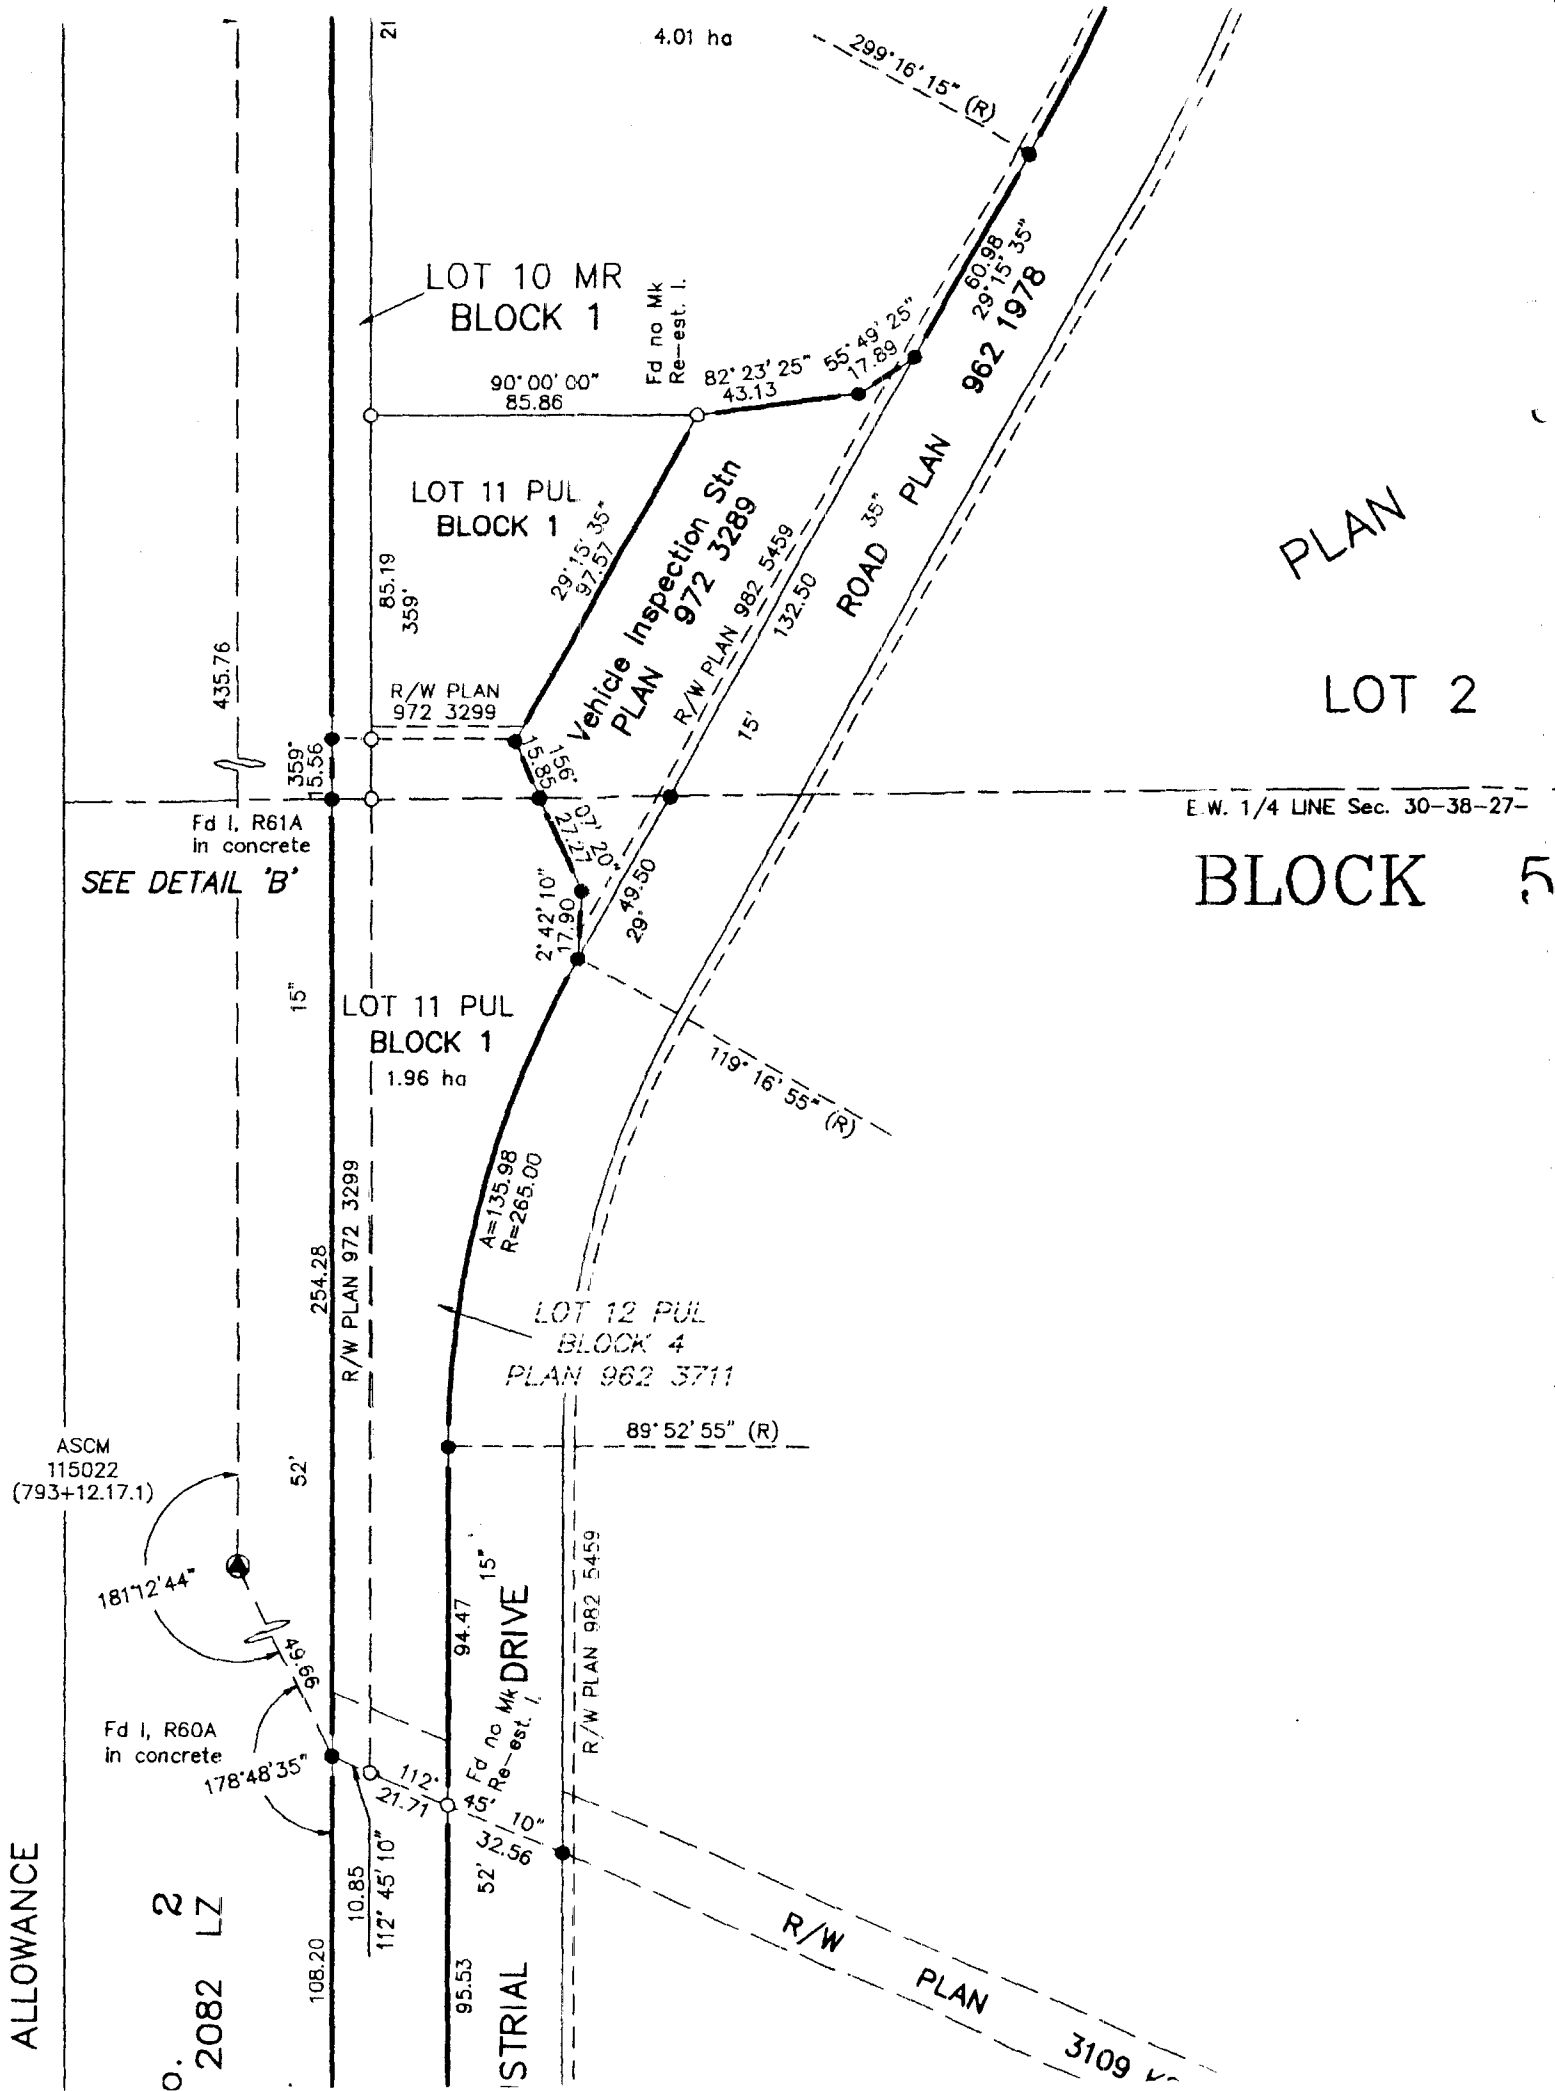 21
4.01 ha
299°16'15" (R)
LOT 10 MR
BLOCK 1
Fd no Mk
Re-est. I.
60.98
29°15'35"
90°00'00"
85.86
82°23'25"
43.13
55°49'25"
17.89
ROAD PLAN 962 1978
LOT 11 PUL
BLOCK 1
29°15'35"
97.57
Vehicle Inspection Stn
PLAN 972 3289
R/W PLAN 982 5459
132.50
35"
15'
PLAN
LOT 2
85.19
359°
435.76
R/W PLAN
972 3299
359°
15.56
15.85
156°
07'
20"
27.27
Fd I, R61A
in concrete
SEE DETAIL 'B'
E.W. 1/4 LINE Sec. 30-38-27-
BLOCK 5
2°42'10"
17.90
49.50
29°
15"
LOT 11 PUL
BLOCK 1
1.96 ha
119°16'55" (R)
A=135.98
R=265.00
254.28
R/W PLAN 972 3299
LOT 12 PUL
BLOCK 4
PLAN 962 3711
89°52'55" (R)
ASCM
115022
(793+12.17.1)
52'
181°12'44"
49.69
94.47
15"
DRIVE
R/W PLAN 982 5459
Fd no Mk
Re-est. I.
Fd I, R60A
in concrete
178°48'35"
112°
21.71
45'
10"
32.56
52'
10.85
112°45'10"
108.20
95.53
STRIAL
ALLOWANCE
2
O. 2082 LZ
R/W PLAN 3109